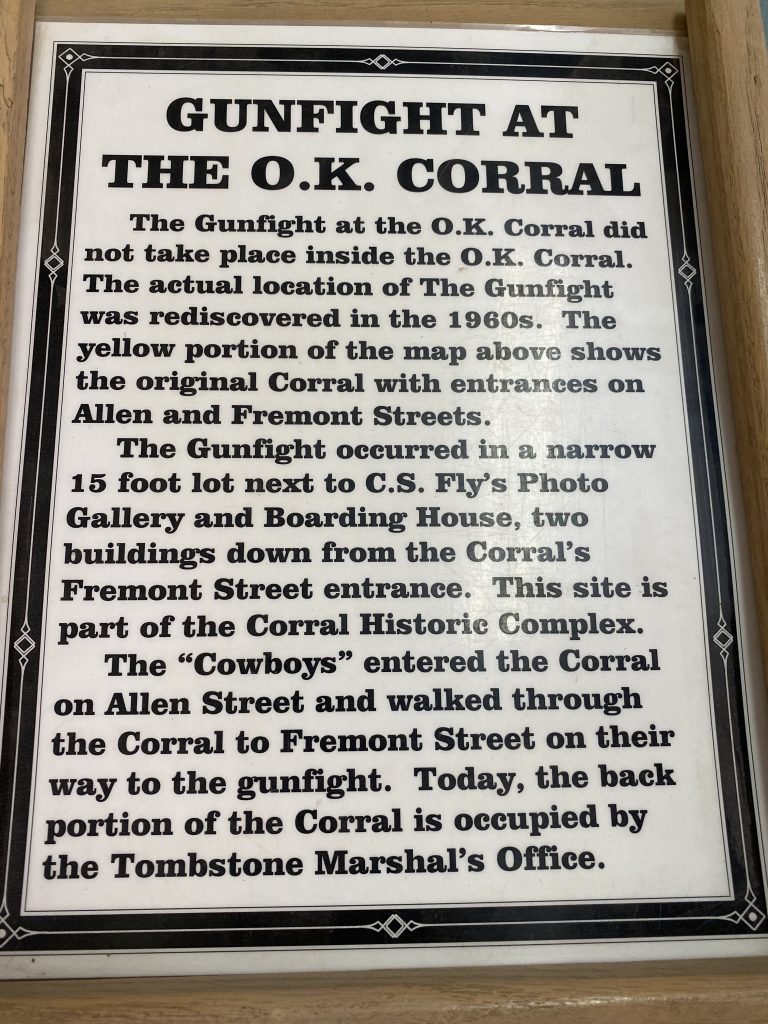 GUNFIGHT AT
THE O.K. CORRAL
The Gunfight at the O.K. Corral did
not take place inside the O.K. Corral.
The actual location of The Gunfight
was rediscovered in the 1960s. The
yellow portion of the map above shows
the original Corral with entrances on
Allen and Fremont Streets.
The Gunfight occurred in a narrow
15 foot lot next to C.S. Fly's Photo
Gallery and Boarding House, two
buildings down from the Corral's
Fremont Street entrance. This site is
part of the Corral Historic Complex.
The “Cowboys” entered the Corral
on Allen Street and walked through
the Corral to Fremont Street on their
way to the gunfight. Today, the back
portion of the Corral is occupied by
the Tombstone Marshal's Office.